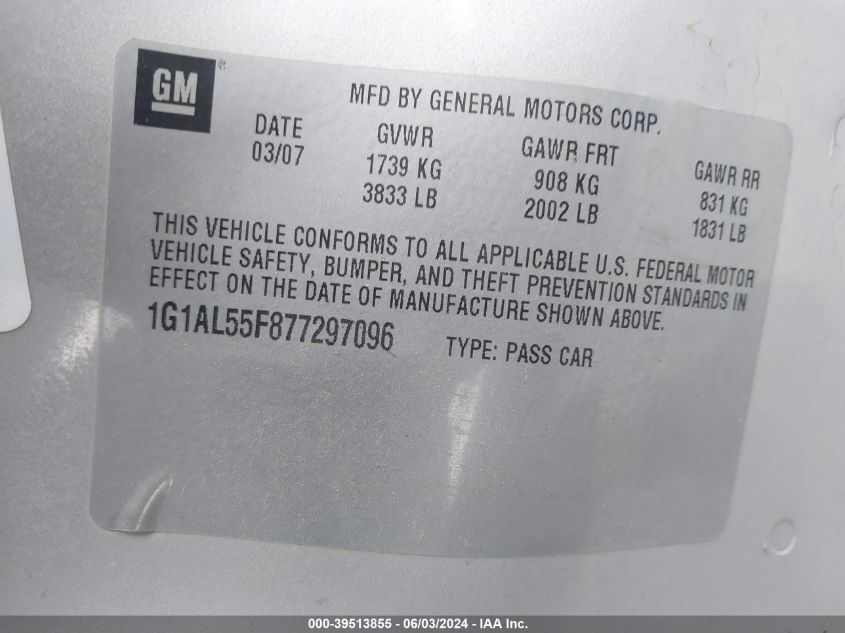 GM
MFD BY GENERAL MOTORS CORP.
DATE GVWR GAWR FRT GAWR RR
03/07 1739 KG 908 KG 831 KG
3833 LB 2002 LB 1831 LB
THIS VEHICLE CONFORMS TO ALL APPLICABLE U.S. FEDERAL MOTOR
VEHICLE SAFETY, BUMPER, AND THEFT PREVENTION STANDARDS IN
EFFECT ON THE DATE OF MANUFACTURE SHOWN ABOVE.
1G1AL55F877297096 TYPE: PASS CAR
000-39513855 - 06/03/2024 - IAA Inc.